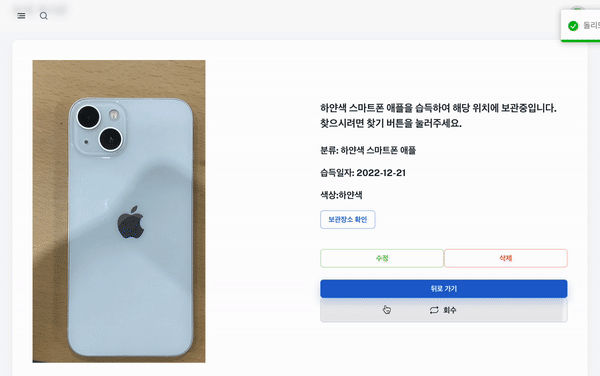 돌리드
하얀색 스마트폰 애플을 습득하여 해당 위치에 보관중입니다.
찾으시려면 찾기 버튼을 눌러주세요.
분류: 하얀색 스마트폰 애플
습득일자: 2022-12-21
색상:하얀색
보관장소 확인
수정
삭제
뒤로 가기
회수